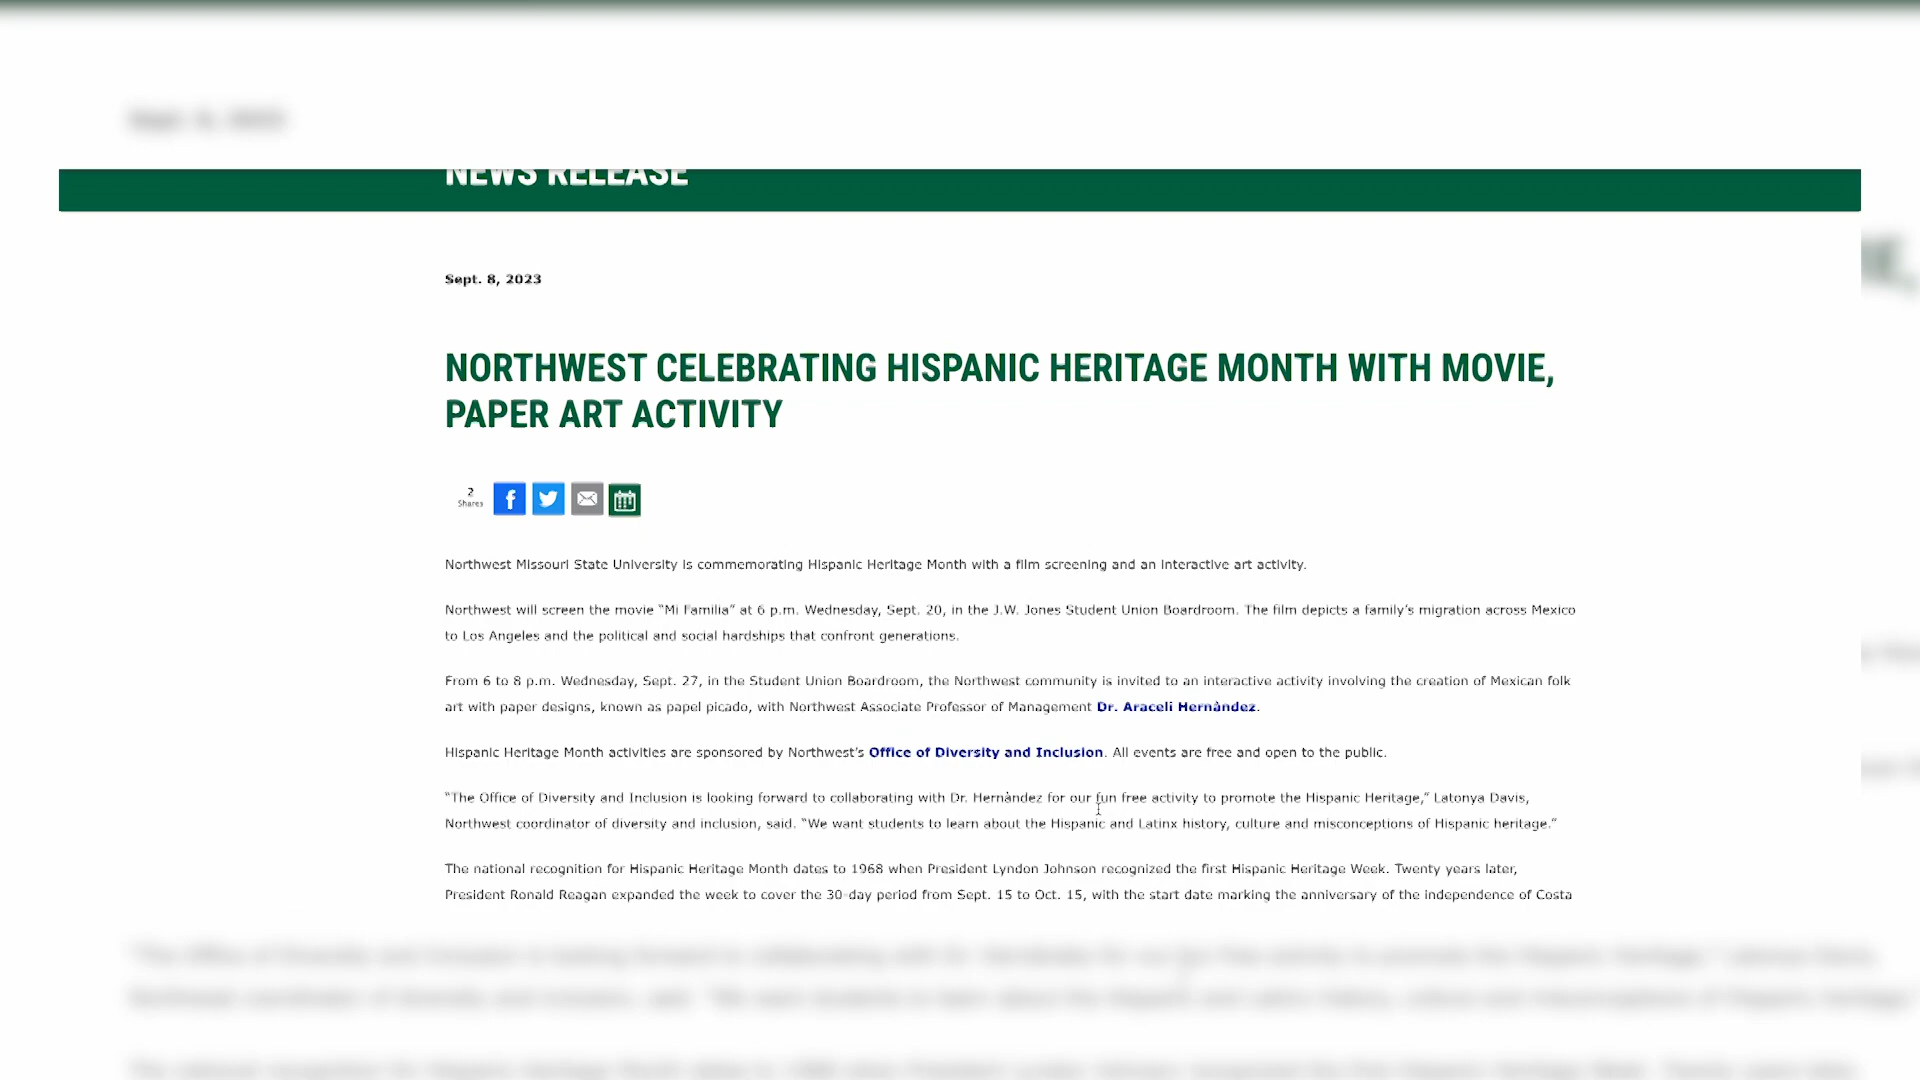 Sept. 8, 2023
NEWS RELEASE
Sept. 8, 2023
NORTHWEST CELEBRATING HISPANIC HERITAGE MONTH WITH MOVIE,
PAPER ART ACTIVITY
2
Shares
Northwest Missouri State University is commemorating Hispanic Heritage Month with a film screening and an interactive art activity.
Northwest will screen the movie “Mi Familia” at 6 p.m. Wednesday, Sept. 20, in the J.W. Jones Student Union Boardroom. The film depicts a family’s migration across Mexico
to Los Angeles and the political and social hardships that confront generations.
From 6 to 8 p.m. Wednesday, Sept. 27, in the Student Union Boardroom, the Northwest community is invited to an interactive activity involving the creation of Mexican folk
art with paper designs, known as papel picado, with Northwest Associate Professor of Management Dr. Araceli Hernàndez.
Hispanic Heritage Month activities are sponsored by Northwest’s Office of Diversity and Inclusion. All events are free and open to the public.
“The Office of Diversity and Inclusion is looking forward to collaborating with Dr. Hernàndez for our fun free activity to promote the Hispanic Heritage,” Latonya Davis,
Northwest coordinator of diversity and inclusion, said. “We want students to learn about the Hispanic and Latinx history, culture and misconceptions of Hispanic heritage.”
The national recognition for Hispanic Heritage Month dates to 1968 when President Lyndon Johnson recognized the first Hispanic Heritage Week. Twenty years later,
President Ronald Reagan expanded the week to cover the 30-day period from Sept. 15 to Oct. 15, with the start date marking the anniversary of the independence of Costa